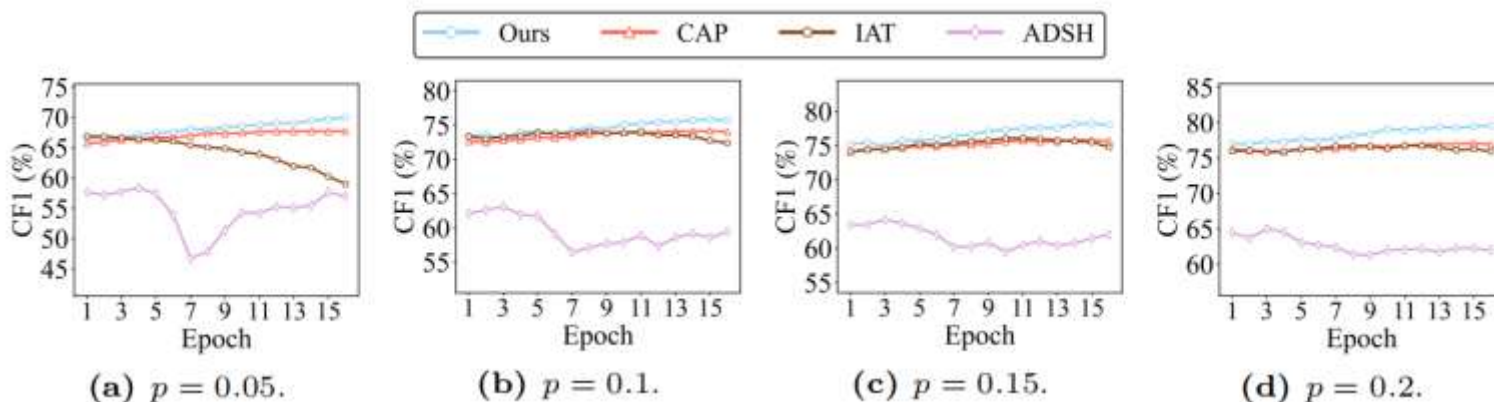 Ours CAP IAT ADSH
75
70
65
60
55
50
45
CF1 (%)
1 3 5 7 9 11 13 15
Epoch
(a) p = 0.05.
80
75
70
65
60
55
CF1 (%)
1 3 5 7 9 11 13 15
Epoch
(b) p = 0.1.
80
75
70
65
60
55
CF1 (%)
1 3 5 7 9 11 13 15
Epoch
(c) p = 0.15.
85
80
75
70
65
60
CF1 (%)
1 3 5 7 9 11 13 15
Epoch
(d) p = 0.2.